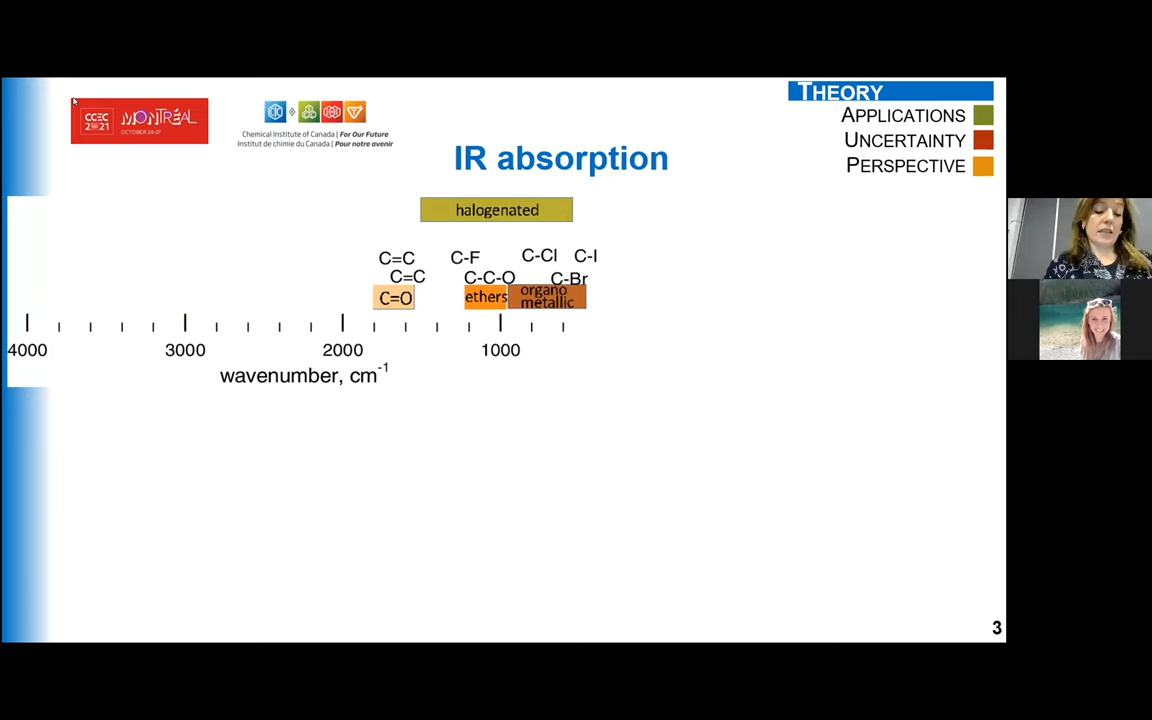 THEORY
APPLICATIONS
UNCERTAINTY
PERSPECTIVE
CCEC
2021
MONTRÉAL
OCTOBER 24-27
Chemical Institute of Canada | For Our Future
Institut de chimie du Canada | Pour notre avenir
IR absorption
halogenated
C=C C-F C-Cl C-I
C=C C-C-O C-Br
C=O ethers organo
metallic
4000 3000 2000 1000
wavenumber, cm-1
3